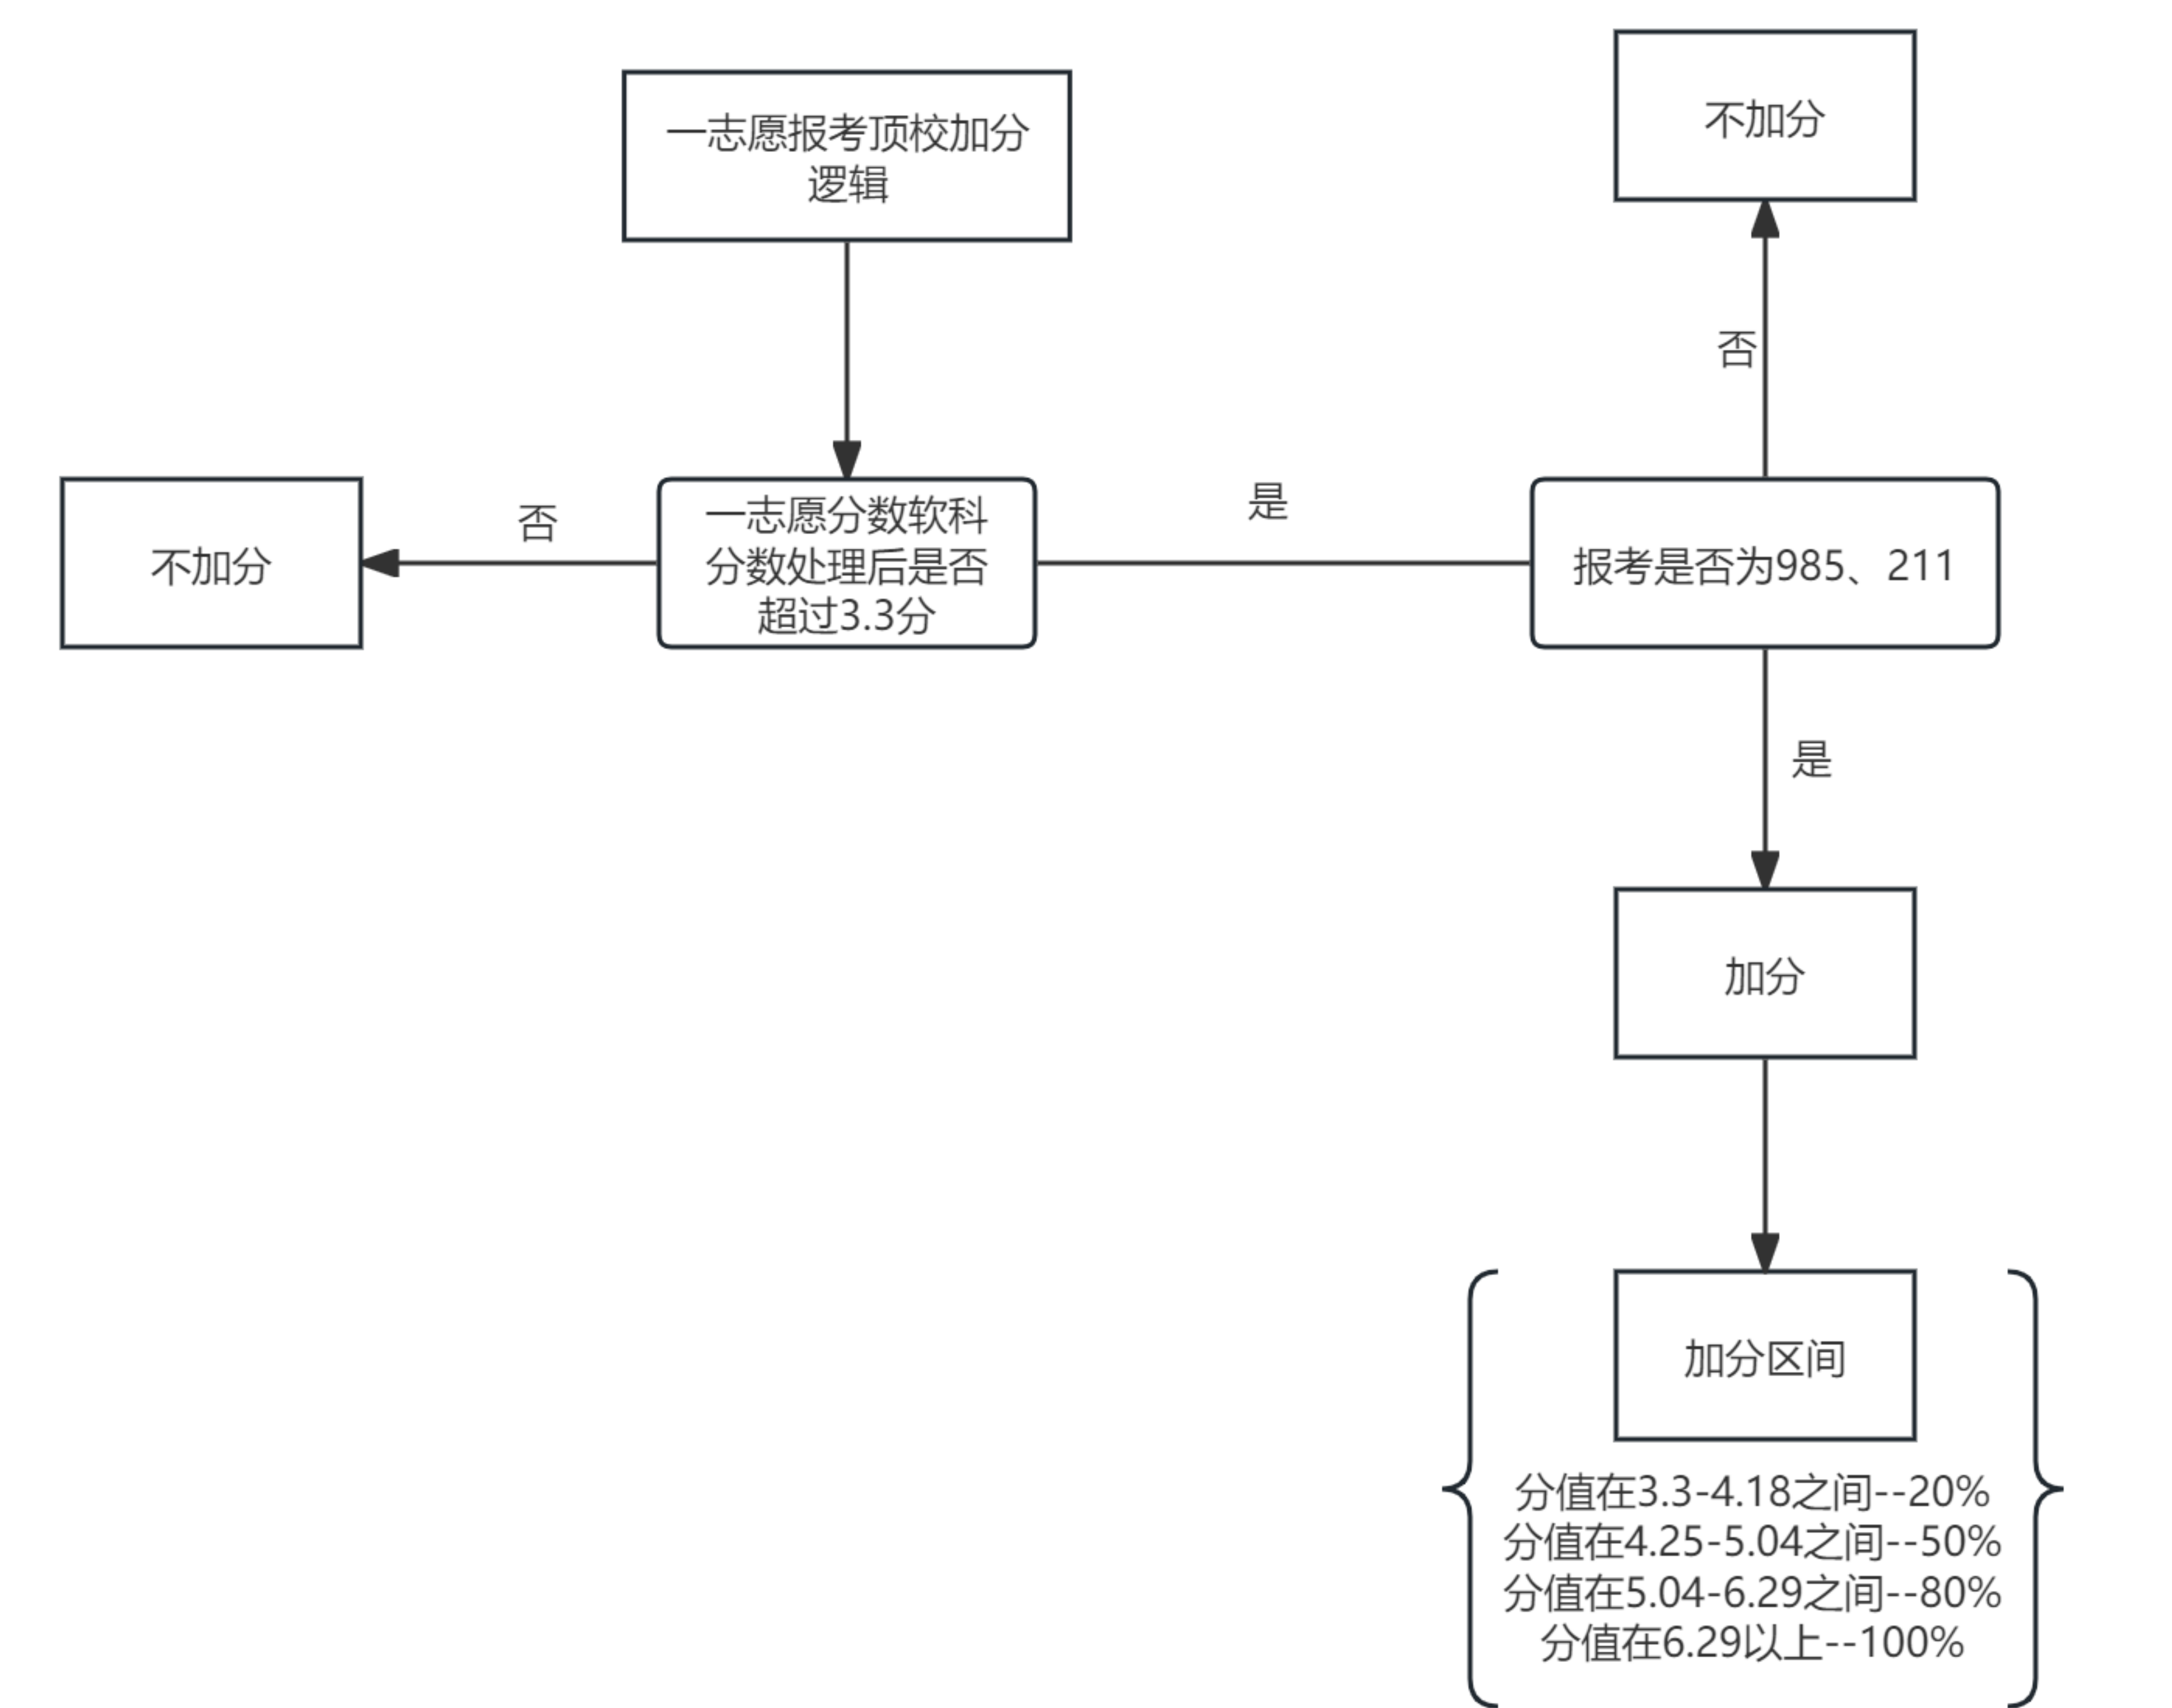 一志愿报考顶校加分
逻辑
不加分
否
不加分
否
一志愿分数软科
分数处理后是否
超过3.3分
是
报考是否为985、211
是
加分
加分区间
分值在3.3-4.18之间--20%
分值在4.25-5.04之间--50%
分值在5.04-6.29之间--80%
分值在6.29以上--100%